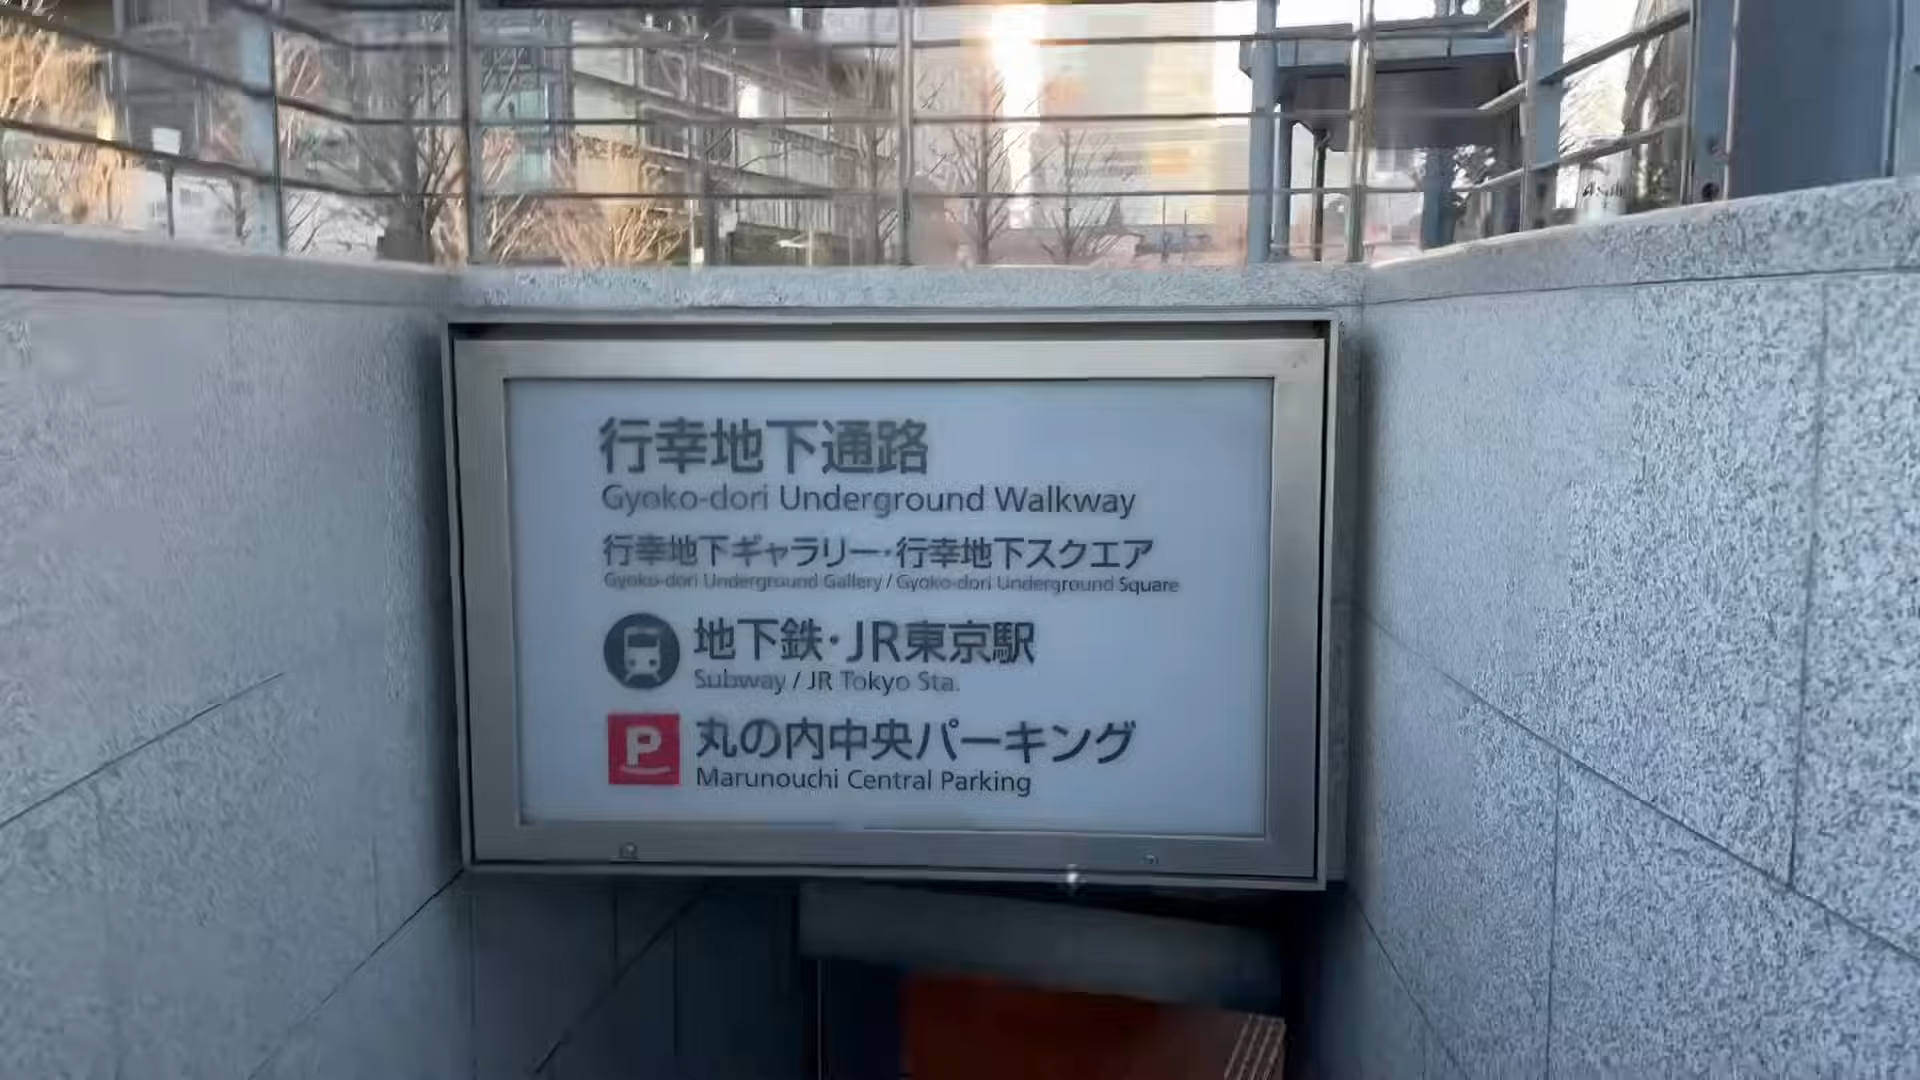 行幸地下通路
Gyoko-dori Underground Walkway
行幸地下ギャラリー・行幸地下スクエア
Gyoko-dori Underground Gallery / Gyoko-dori Underground Square
地下鉄・JR東京駅
Subway / JR Tokyo Sta.
P 丸の内中央パーキング
Marunouchi Central Parking